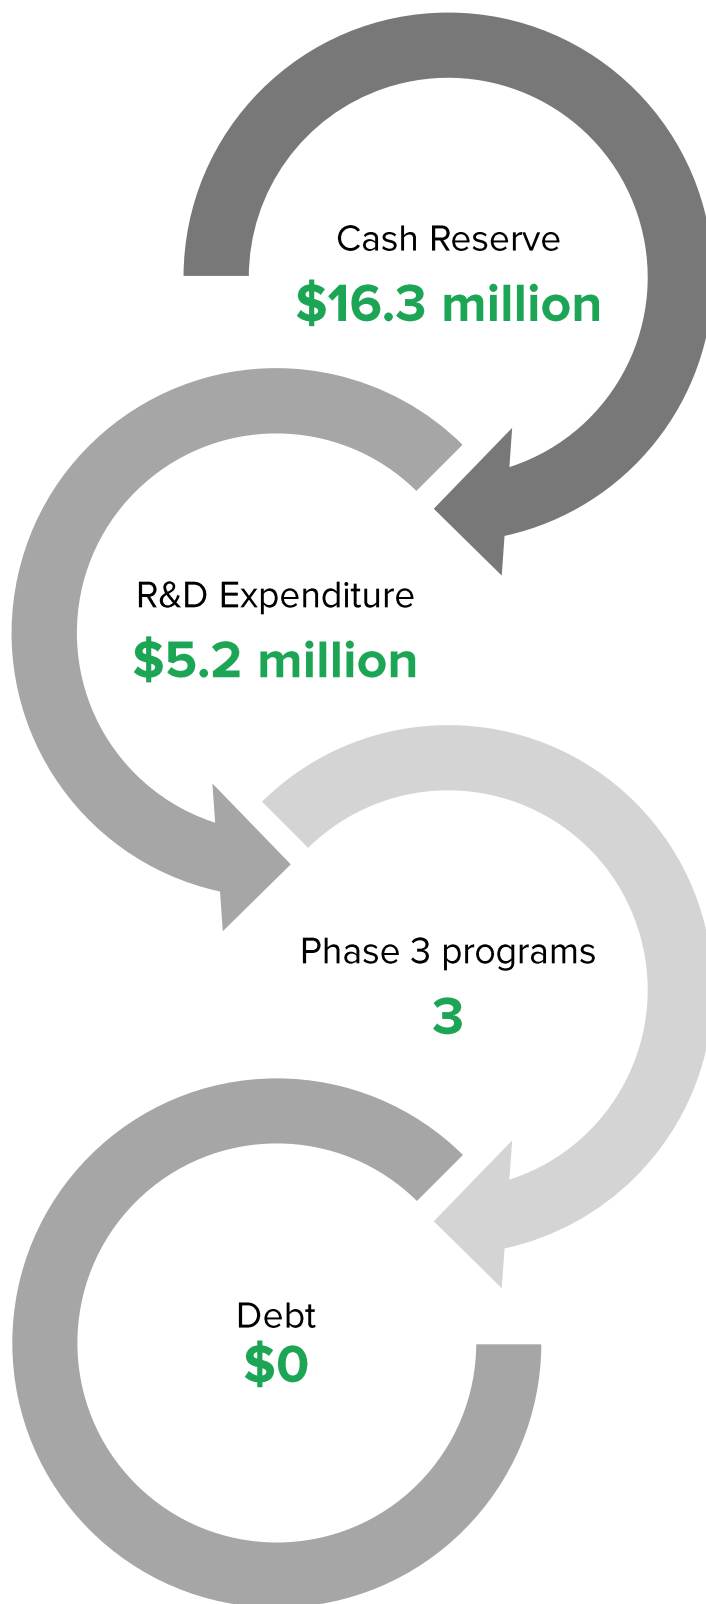 Cash Reserve
$16.3 million
R&D Expenditure
$5.2 million
Phase 3 programs
3
Debt
$0